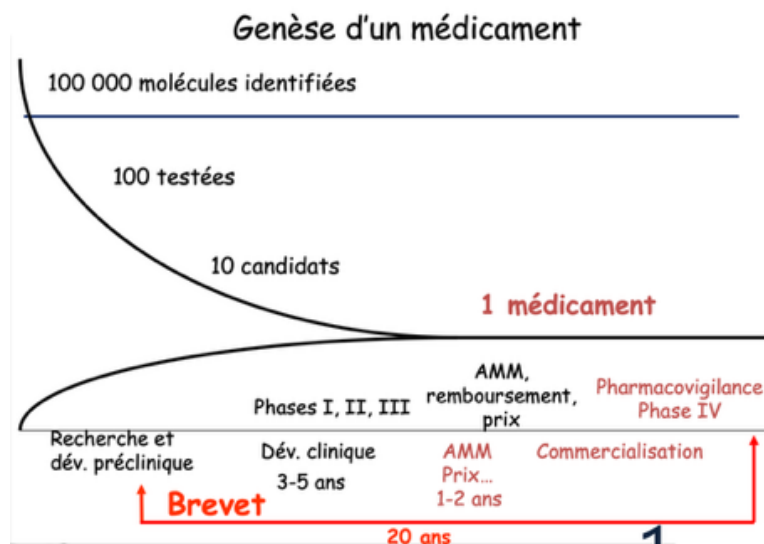 Genèse d'un médicament
100 000 molécules identifiées
100 testées
10 candidats
1 médicament
AMM,
remboursement,
prix
Phases I, II, III
Pharmacovigilance
Phase IV
Recherche et
dév. préclinique
Dév. clinique
3-5 ans
AMM
Prix...
1-2 ans
Commercialisation
Brevet
20 ans
1